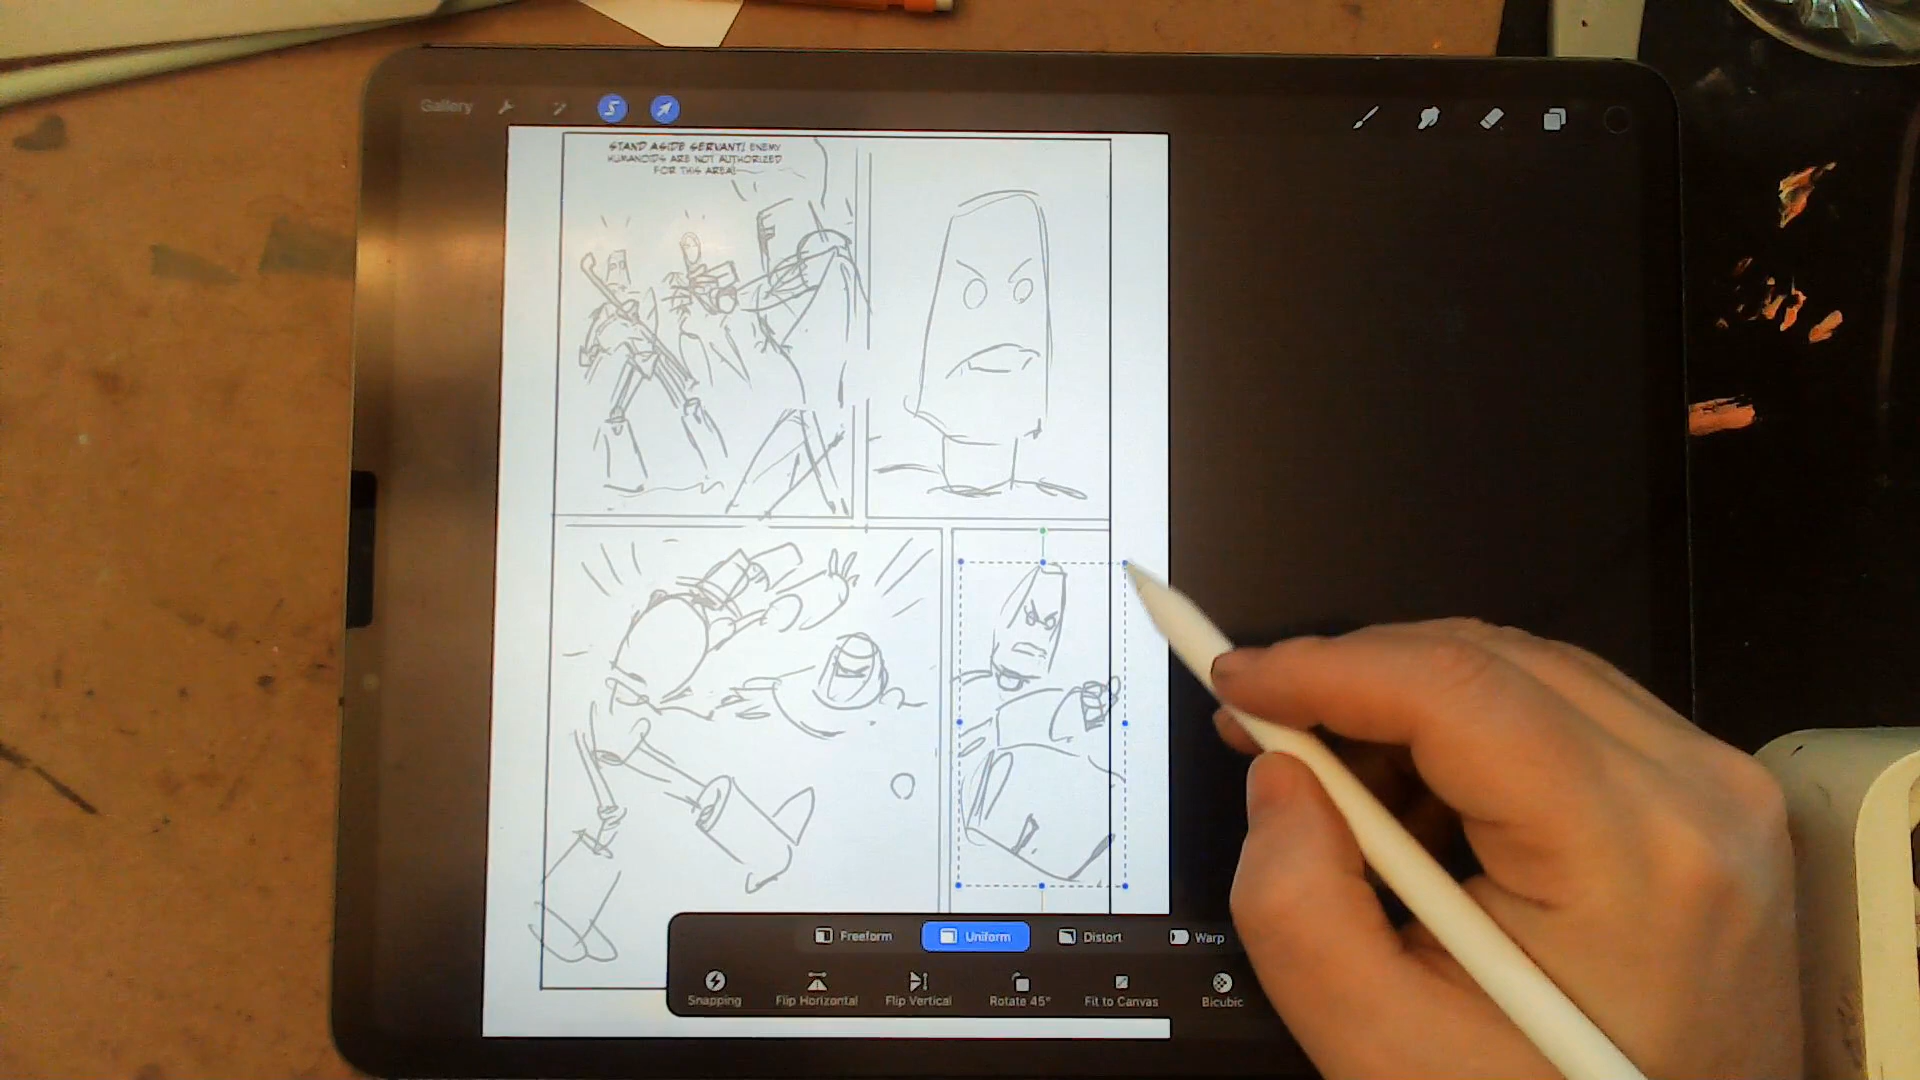 Gallery
STAND ASIDE SERVANT! ENEMY
HUMANOIDS ARE NOT AUTHORIZED
FOR THIS AREA!
Freeform
Uniform
Distort
Warp
Snapping
Flip Horizontal
Flip Vertical
Rotate 45°
Fit to Canvas
Bicubic